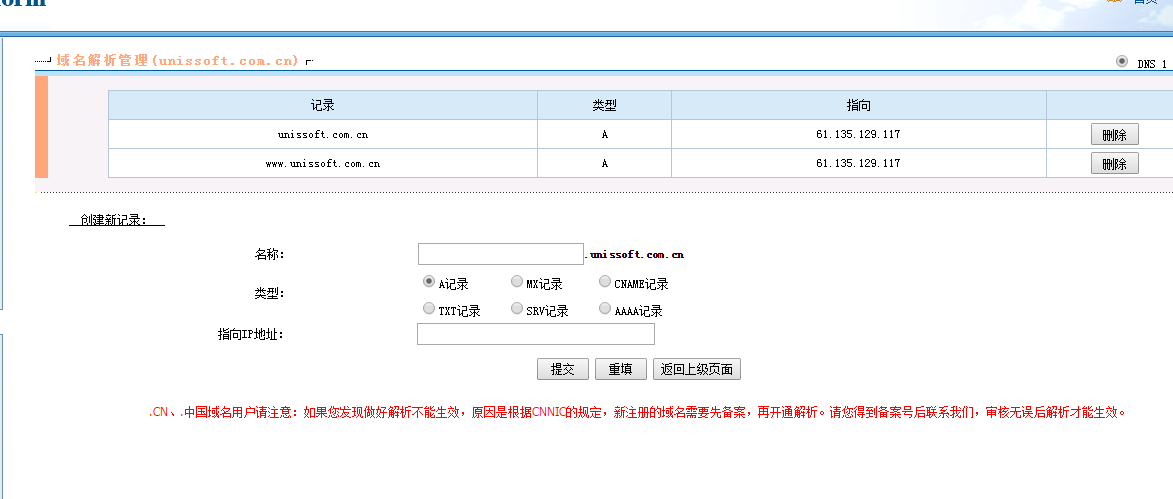 首页
域名解析管理(unissoft.com.cn)
DNS 1
记录 类型 指向
unissoft.com.cn A 61.135.129.117 删除
www.unissoft.com.cn A 61.135.129.117 删除
创建新记录:
名称: .unissoft.com.cn
类型: A记录 MX记录 CNAME记录
TXT记录 SRV记录 AAAA记录
指向IP地址:
提交 重填 返回上级页面
.CN、.中国域名用户请注意：如果您发现做好解析不能生效，原因是根据CNNIC的规定，新注册的域名需要先备案，再开通解析。请您得到备案号后联系我们，审核无误后解析才能生效。